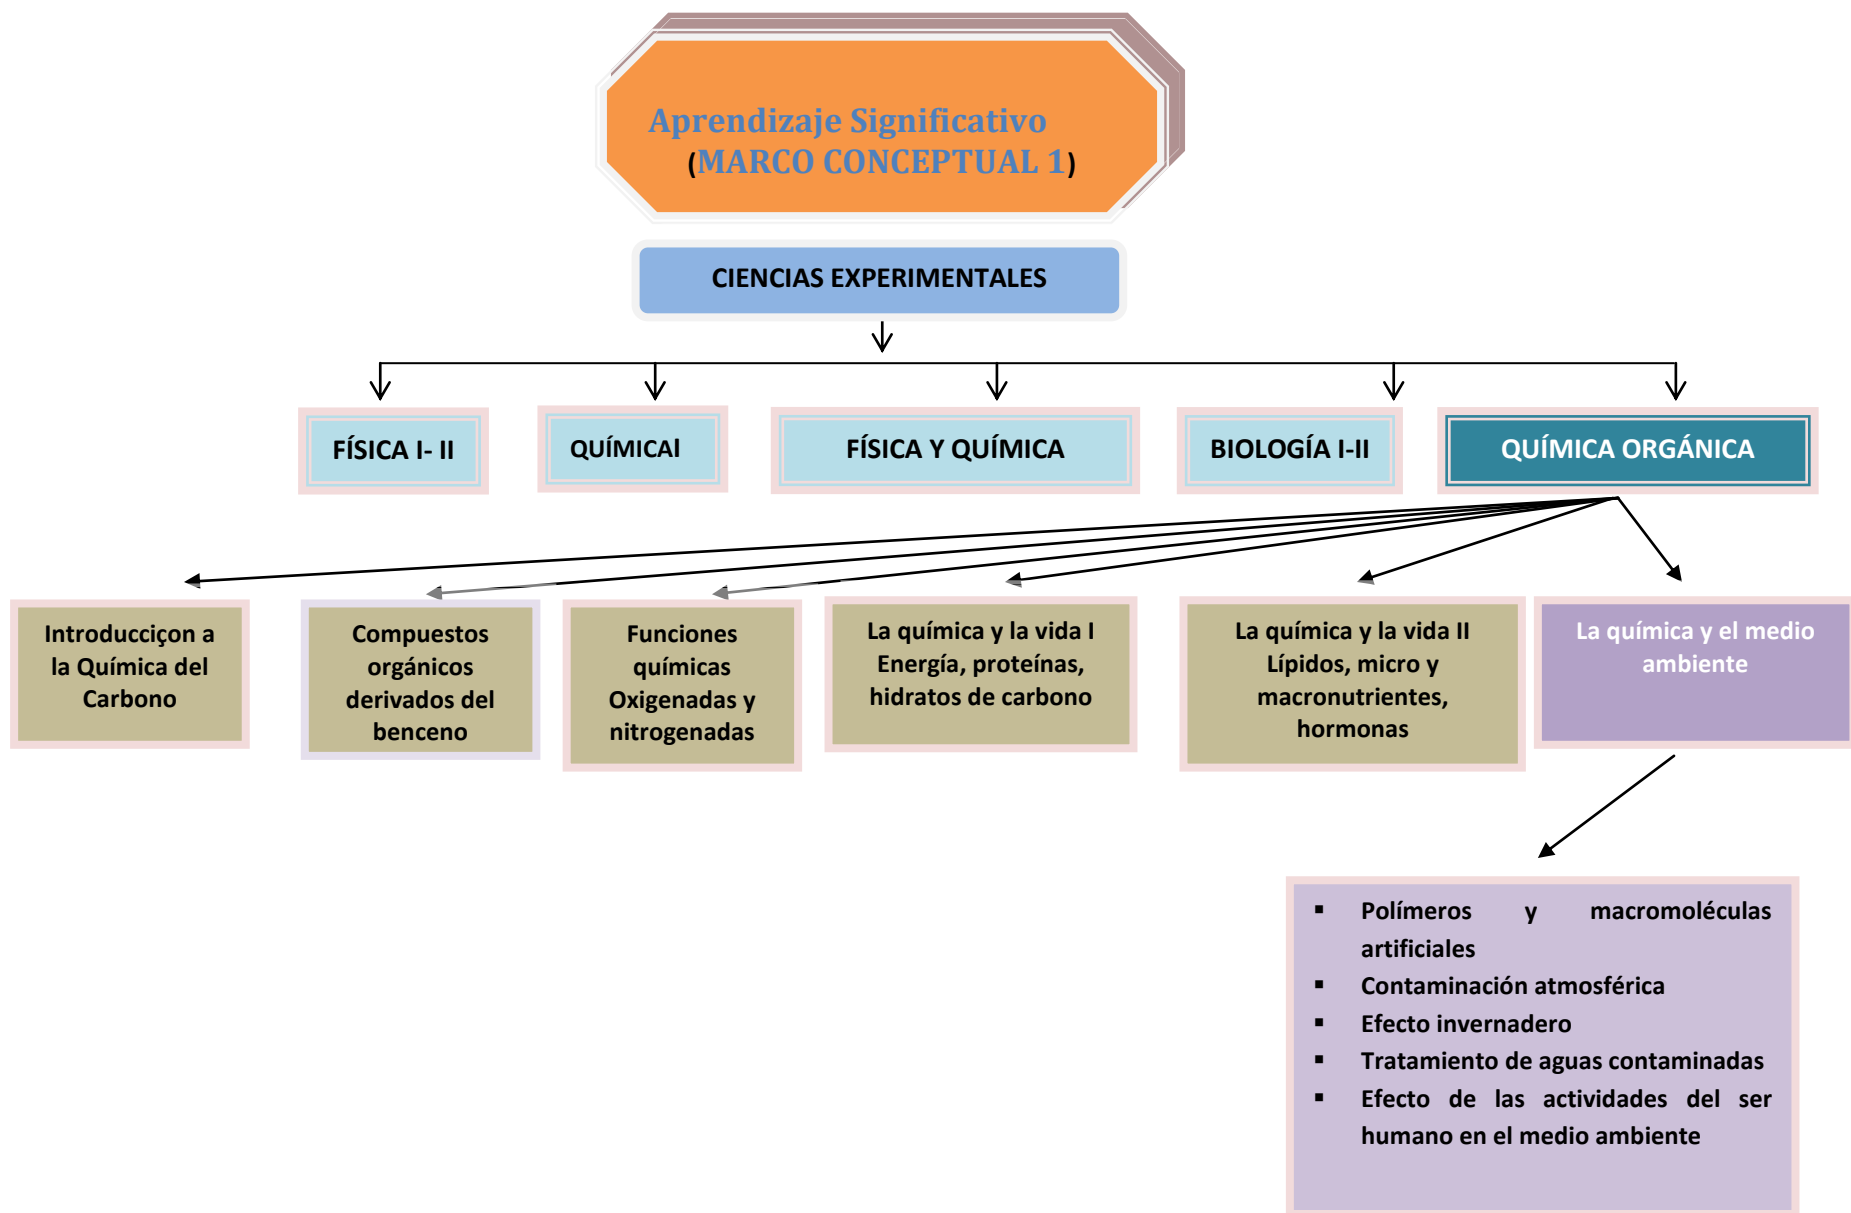 Aprendizaje Significativo
(MARCO CONCEPTUAL 1)
CIENCIAS EXPERIMENTALES
FÍSICA I- II
QUÍMICAI
FÍSICA Y QUÍMICA
BIOLOGÍA I-II
QUÍMICA ORGÁNICA
Introducciçon a
la Química del
Carbono
Compuestos
orgánicos
derivados del
benceno
Funciones
químicas
Oxigenadas y
nitrogenadas
La química y la vida I
Energía, proteínas,
hidratos de carbono
La química y la vida II
Lípidos, micro y
macronutrientes,
hormonas
La química y el medio
ambiente
▪ Polímeros y macromoléculas
artificiales
▪ Contaminación atmosférica
▪ Efecto invernadero
▪ Tratamiento de aguas contaminadas
▪ Efecto de las actividades del ser
humano en el medio ambiente